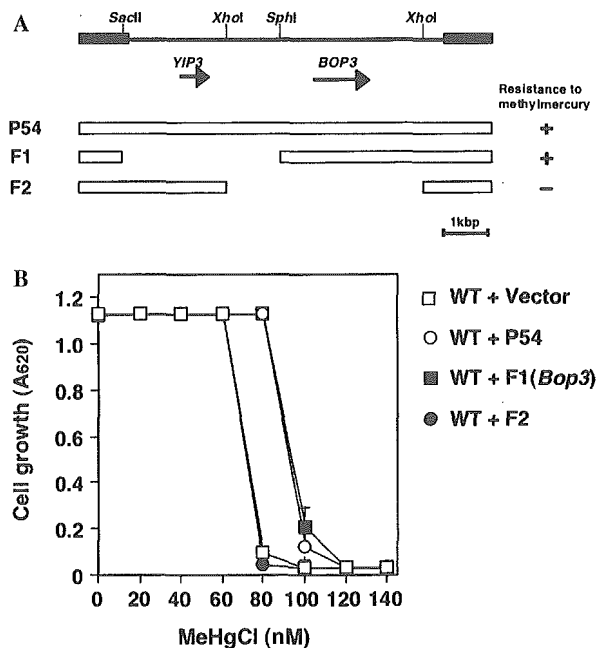 A
SacII XhoI SphI XhoI
YIP3 BOP3
Resistance to
methylmercury
P54 +
F1 +
F2 −
1kbp
B
WT + Vector
WT + P54
WT + F1(Bop3)
WT + F2
Cell growth (A620)
1.2
1.0
0.8
0.6
0.4
0.2
0
0 20 40 60 80 100 120 140
MeHgCl (nM)